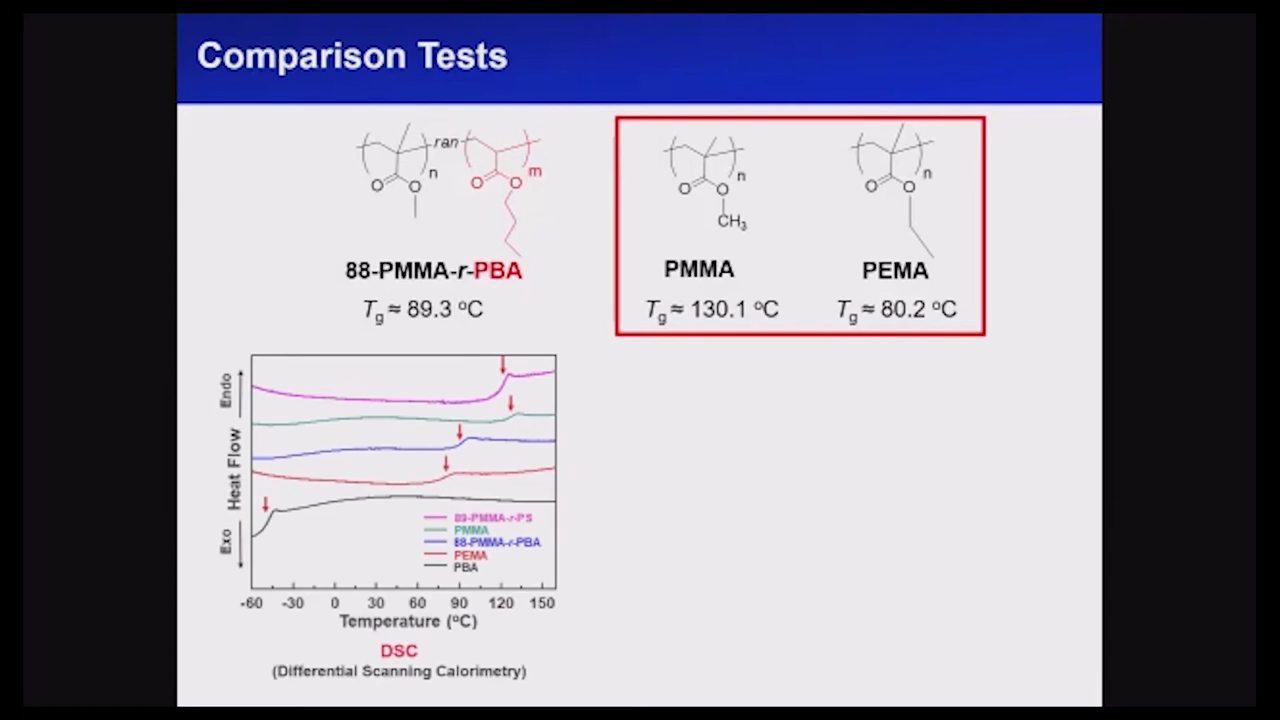 Comparison Tests
ran
n
m
O
O
O
O
88-PMMA-r-PBA
Tg ≈ 89.3 °C
n
O
O
CH3
PMMA
Tg ≈ 130.1 °C
n
O
O
PEMA
Tg ≈ 80.2 °C
Endo
Heat Flow
Exo
89-PMMA-r-PS
PMMA
88-PMMA-r-PBA
PEMA
PBA
-60 -30 0 30 60 90 120 150
Temperature (°C)
DSC
(Differential Scanning Calorimetry)